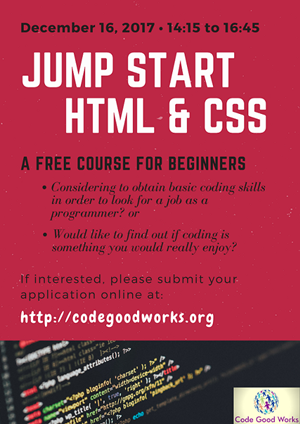 December 16, 2017 • 14:15 to 16:45
JUMP START
HTML & CSS
A FREE COURSE FOR BEGINNERS
• Considering to obtain basic coding skills
in order to look for a job as a
programmer? or
• Would like to find out if coding is
something you would really enjoy?
If interested, please submit your
application online at:
http://codegoodworks.org
Code Good Works